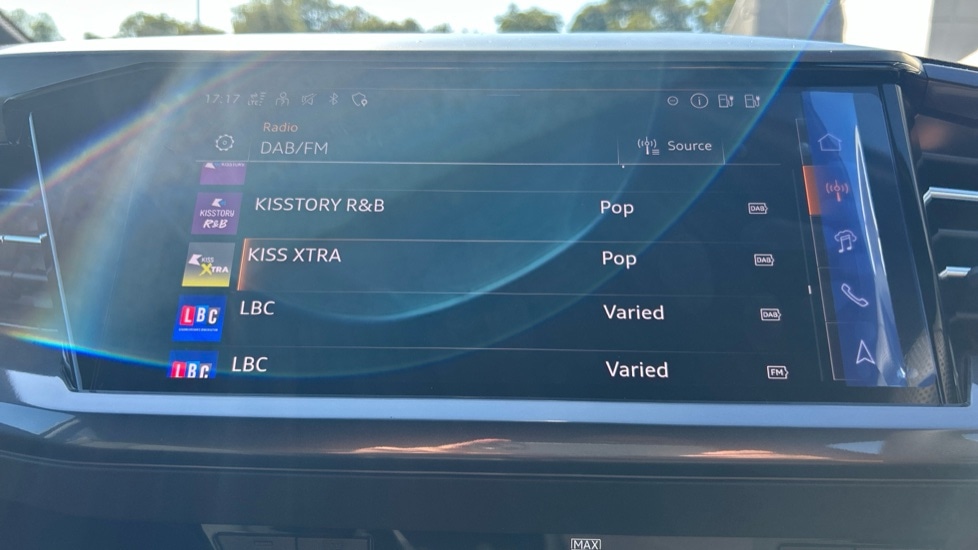 17:17
Radio
DAB/FM
Source
KISSTORY
KISSTORY R&B
KISSTORY R&B
Pop
DAB
KISS XTRA
KISS XTRA
Pop
DAB
LBC
LBC
Varied
DAB
LBC
LBC
Varied
FM
MAX